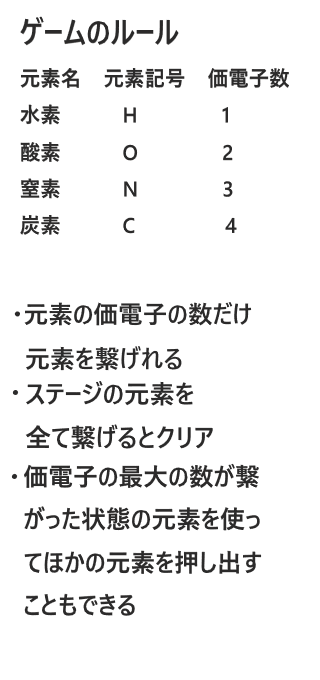 ゲームのルール
元素名 元素記号 価電子数
水素 H 1
酸素 O 2
窒素 N 3
炭素 C 4
・元素の価電子の数だけ
元素を繋げれる
・ステージの元素を
全て繋げるとクリア
・価電子の最大の数が繋
がった状態の元素を使っ
てほかの元素を押し出す
こともできる